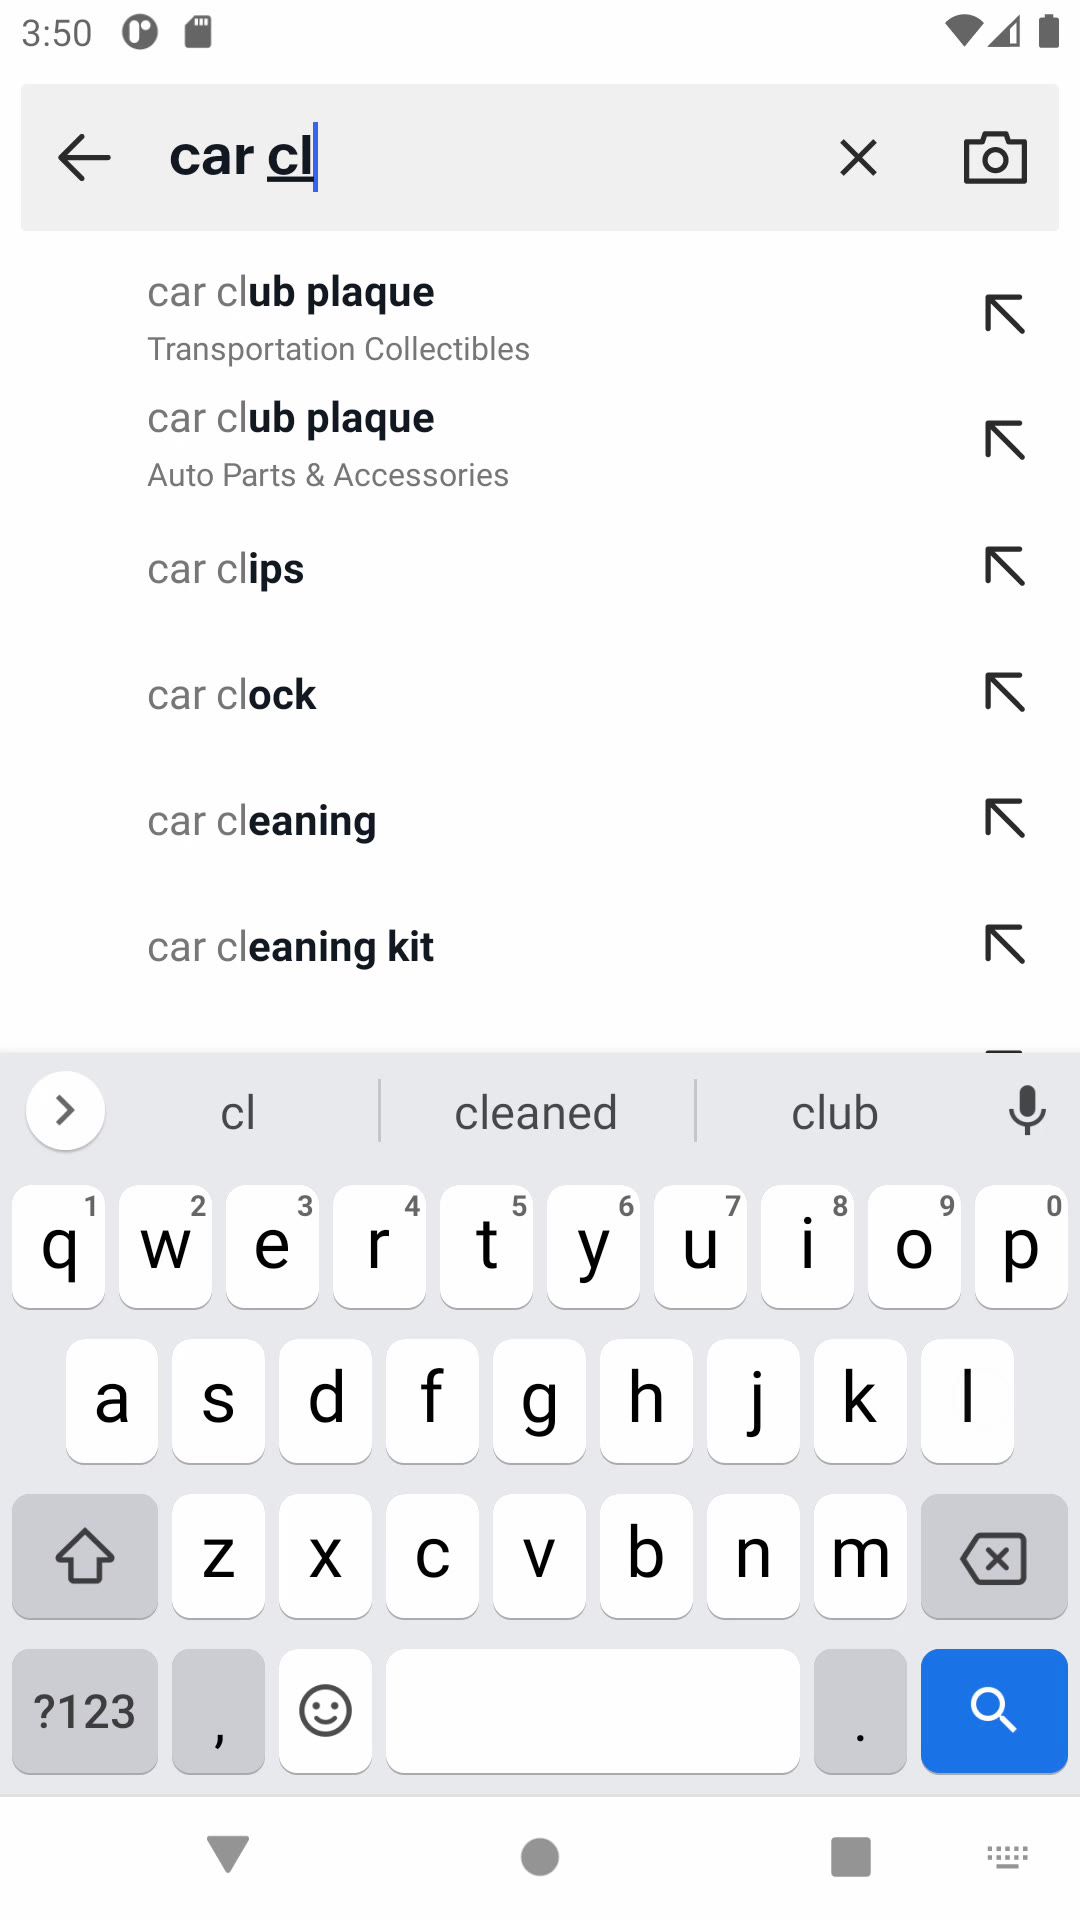 3:50
car cl
car club plaque
Transportation Collectibles
car club plaque
Auto Parts & Accessories
car clips
car clock
car cleaning
car cleaning kit
cl cleaned club
1 2 3 4 5 6 7 8 9 0
q w e r t y u i o p
a s d f g h j k l
z x c v b n m
?123 , .